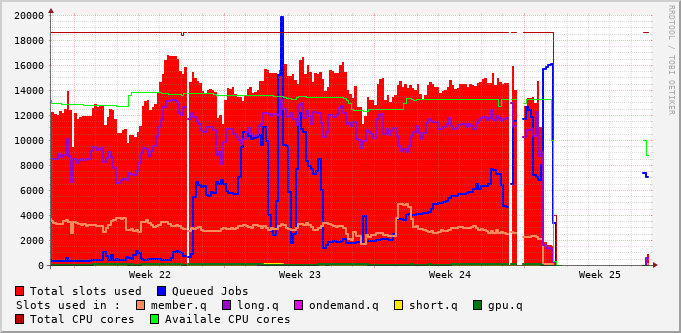 20000
18000
16000
14000
12000
10000
8000
6000
4000
2000
0
Week 22 Week 23 Week 24 Week 25
Total slots used Queued Jobs
Slots used in : member.q long.q ondemand.q short.q gpu.q
Total CPU cores Availale CPU cores
RRDTOOL / TOBI OETIKER